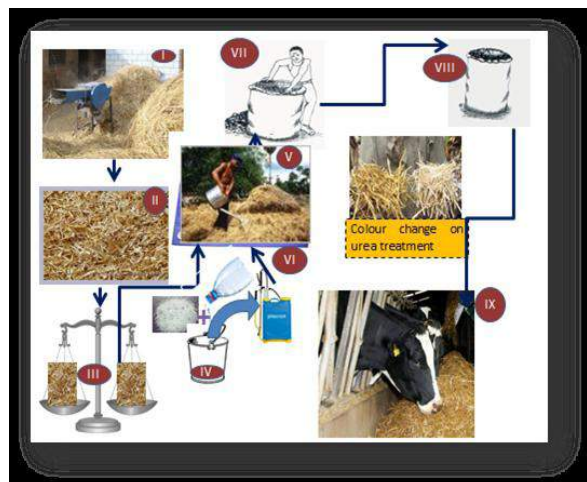 I
VII
VIII
V
II
Colour change on
urea treatment
VI
IX
+
III
IV